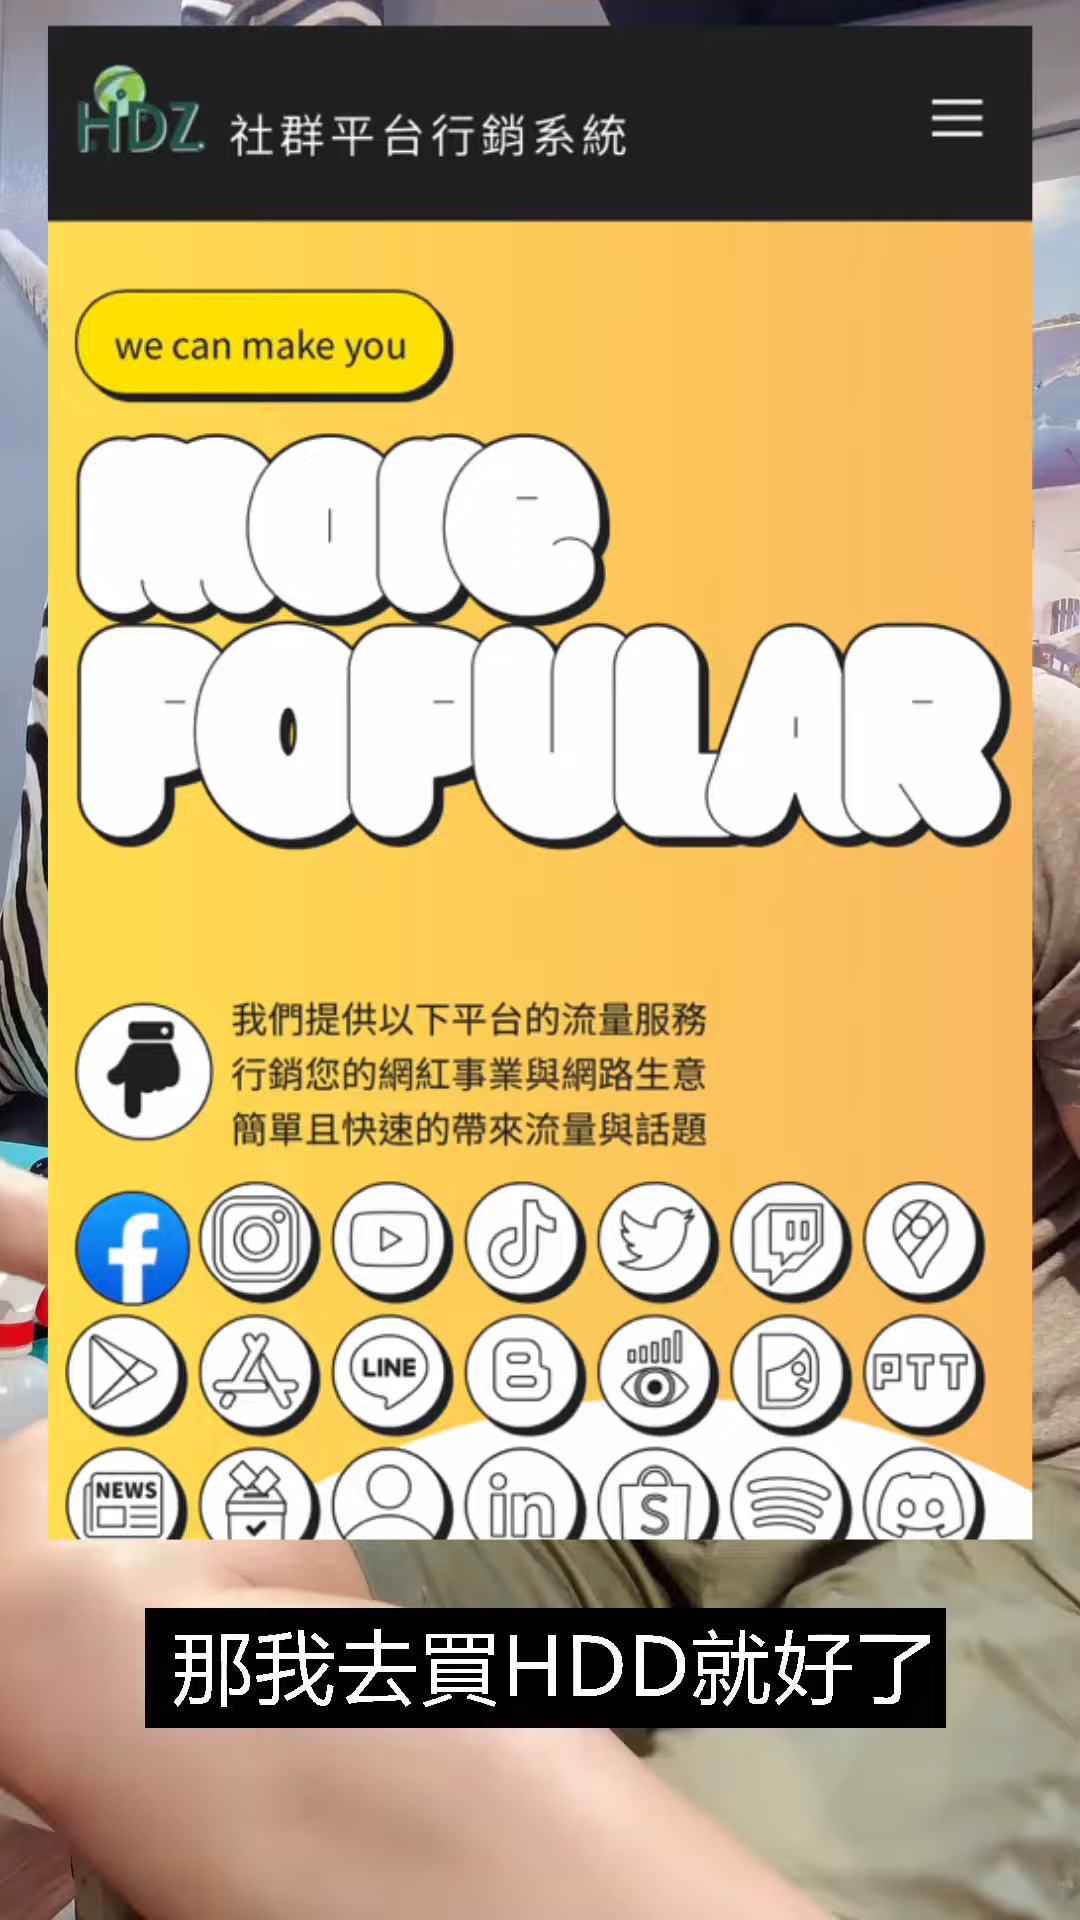 HDZ 社群平台行銷系統
we can make you
MORE
POPULAR
我們提供以下平台的流量服務
行銷您的網紅事業與網路生意
簡單且快速的帶來流量與話題
LINE
PTT
NEWS
in
S
那我去買HDD就好了